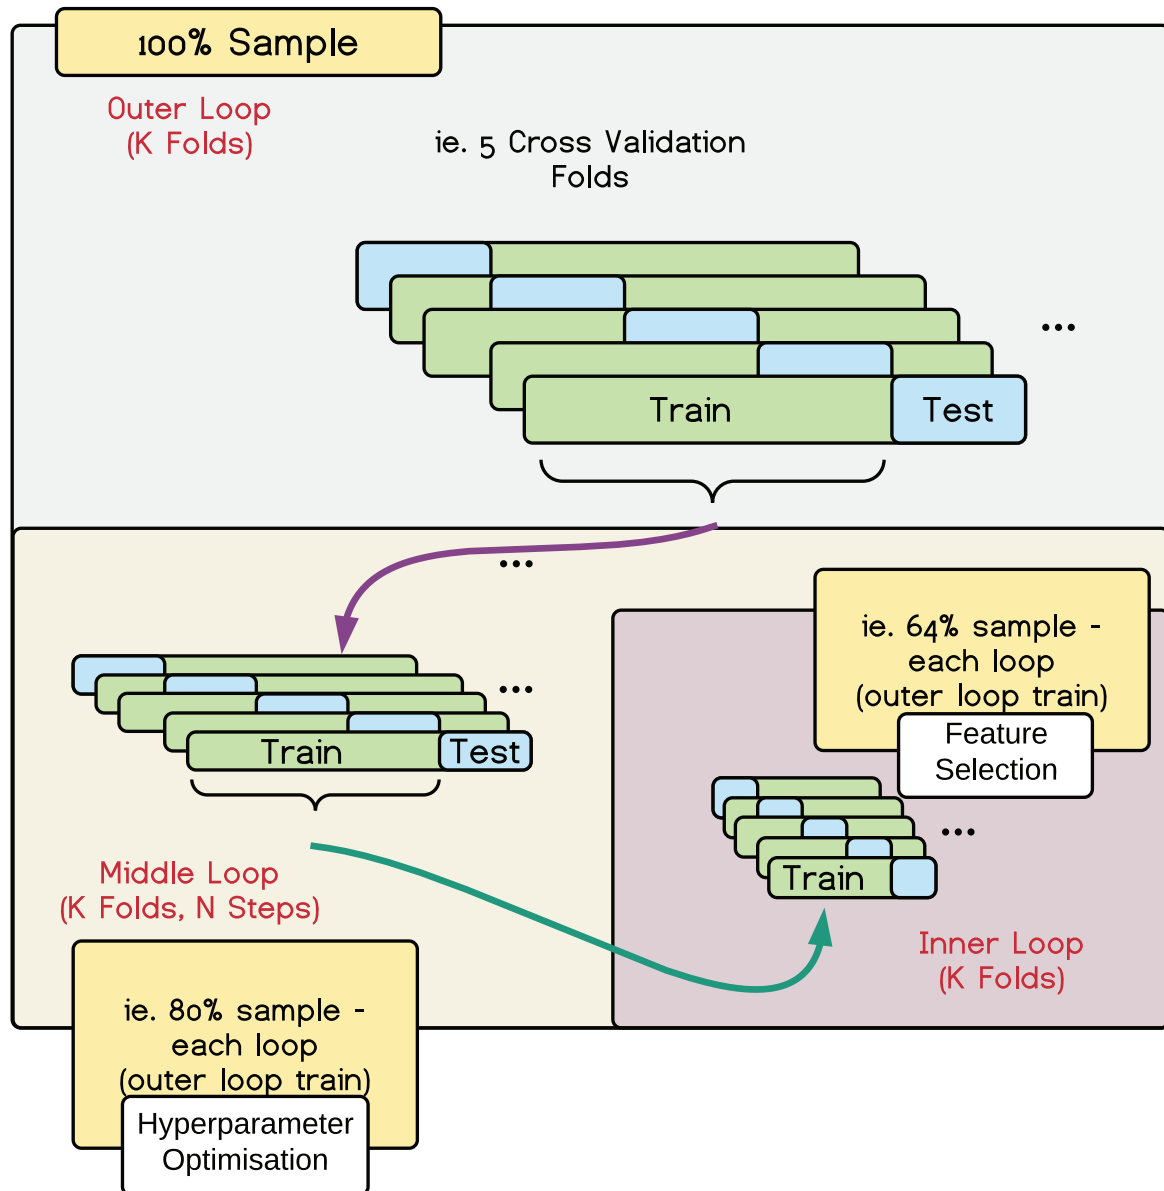 100% Sample
Outer Loop
(K Folds)
ie. 5 Cross Validation
Folds
...
Train
Test
...
ie. 64% sample -
each loop
(outer loop train)
Feature
Selection
...
Train
Test
...
Train
Middle Loop
(K Folds, N Steps)
Inner Loop
(K Folds)
ie. 80% sample -
each loop
(outer loop train)
Hyperparameter
Optimisation